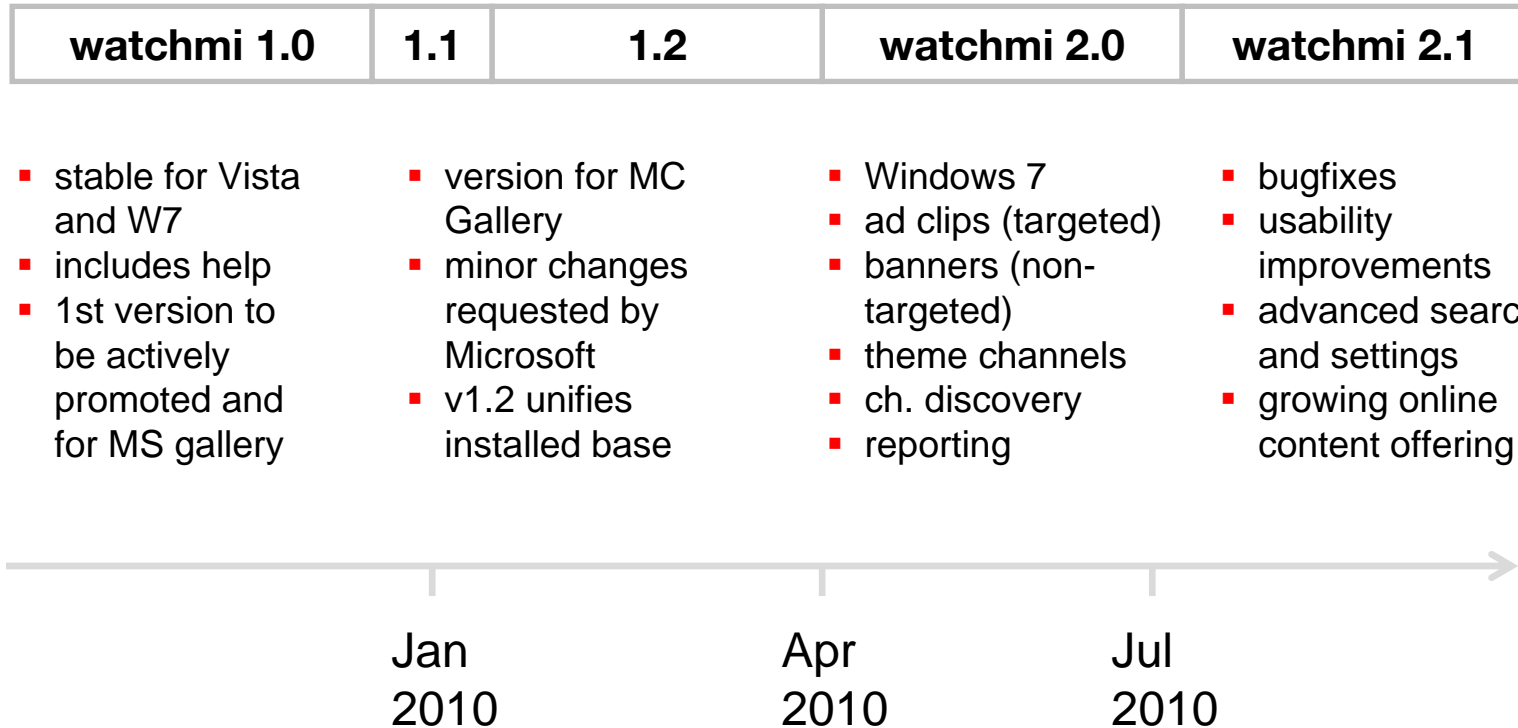 watchmi 1.0 1.1 1.2 watchmi 2.0 watchmi 2.1
stable for Vista
and W7
includes help
1st version to
be actively
promoted and
for MS gallery
version for MC
Gallery
minor changes
requested by
Microsoft
v1.2 unifies
installed base
Windows 7
ad clips (targeted)
banners (non-
targeted)
theme channels
ch. discovery
reporting
bugfixes
usability
improvements
advanced searc
and settings
growing online
content offering
Jan
2010
Apr
2010
Jul
2010